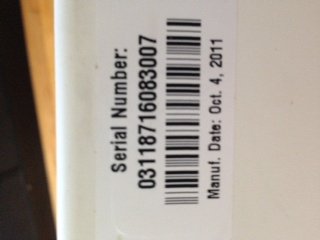 Serial Number:
03118716083007
Manuf. Date: Oct. 4, 2011